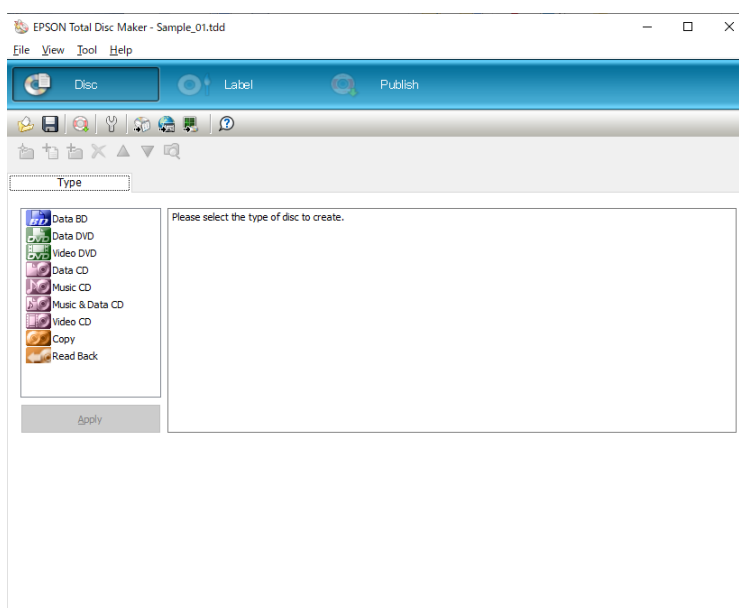 EPSON Total Disc Maker - Sample_01.tdd
File View Tool Help
Disc Label Publish
Type
Data BD
Data DVD
Video DVD
Data CD
Music CD
Music & Data CD
Video CD
Copy
Read Back
Please select the type of disc to create.
Apply